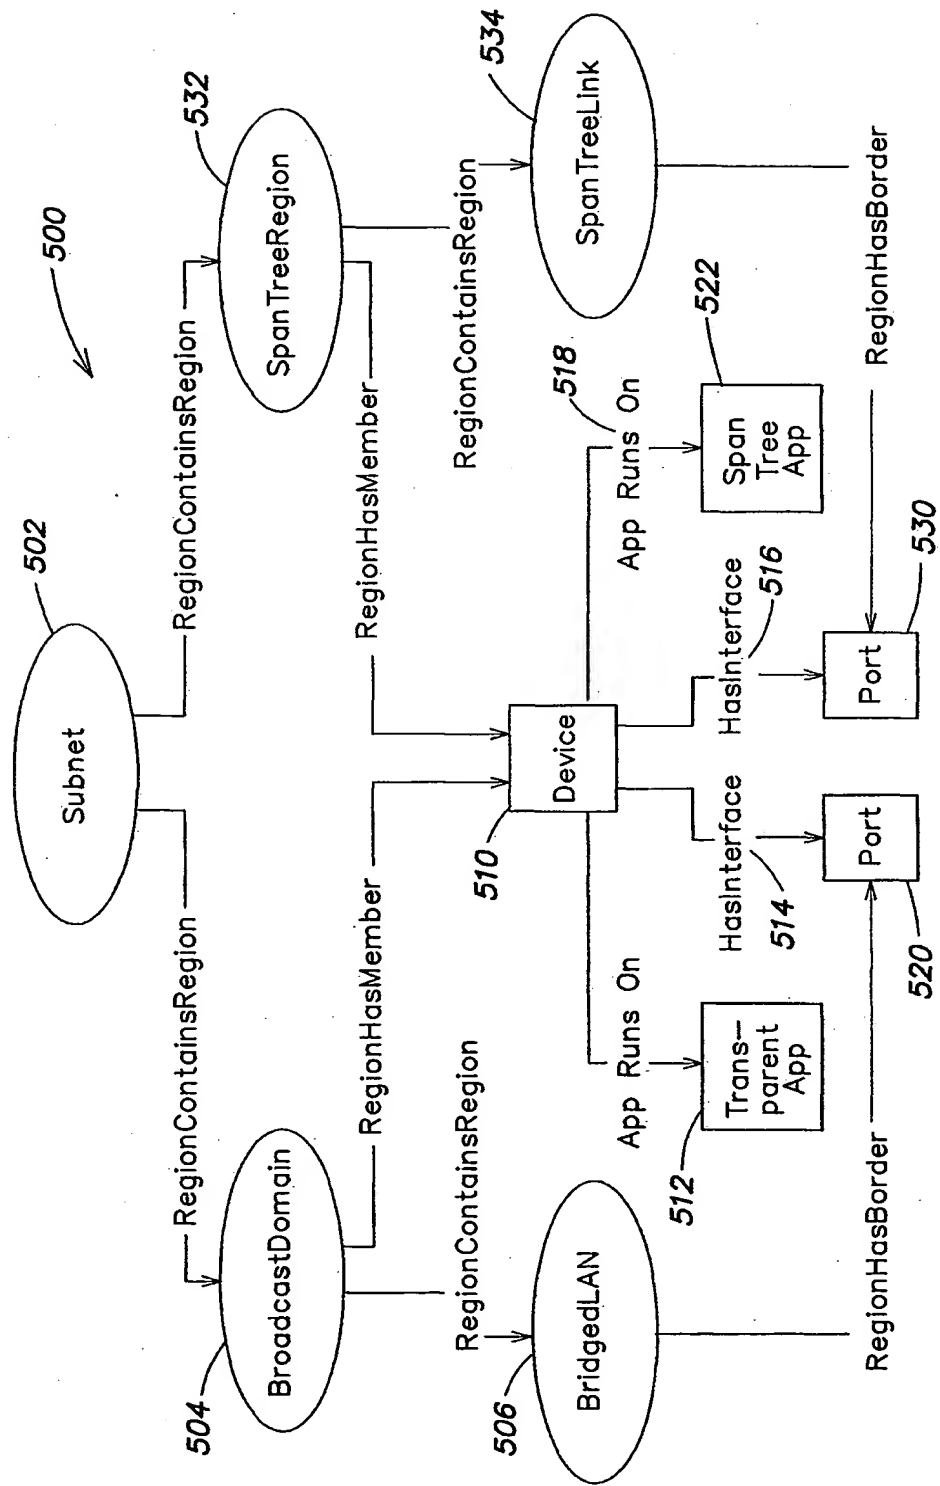 500
502
Subnet
RegionContainsRegion
RegionContainsRegion
504
BroadcastDomain
532
SpanTreeRegion
RegionHasMember
RegionHasMember
RegionContainsRegion
RegionContainsRegion
506
BridgedLAN
510
Device
534
SpanTreeLink
App Runs On
App Runs On
518
512
Trans-
parent
App
HasInterface
514
HasInterface
516
522
Span
Tree
App
RegionHasBorder
Port
520
Port
530
RegionHasBorder